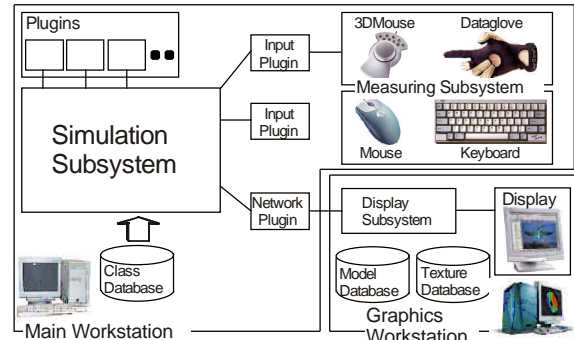 Plugins
3DMouse
Dataglove
Input
Plugin
Measuring Subsystem
Simulation
Subsystem
Input
Plugin
Mouse
Keyboard
Network
Plugin
Display
Subsystem
Display
Class
Database
Model
Database
Texture
Database
Main Workstation
Graphics
Workstation